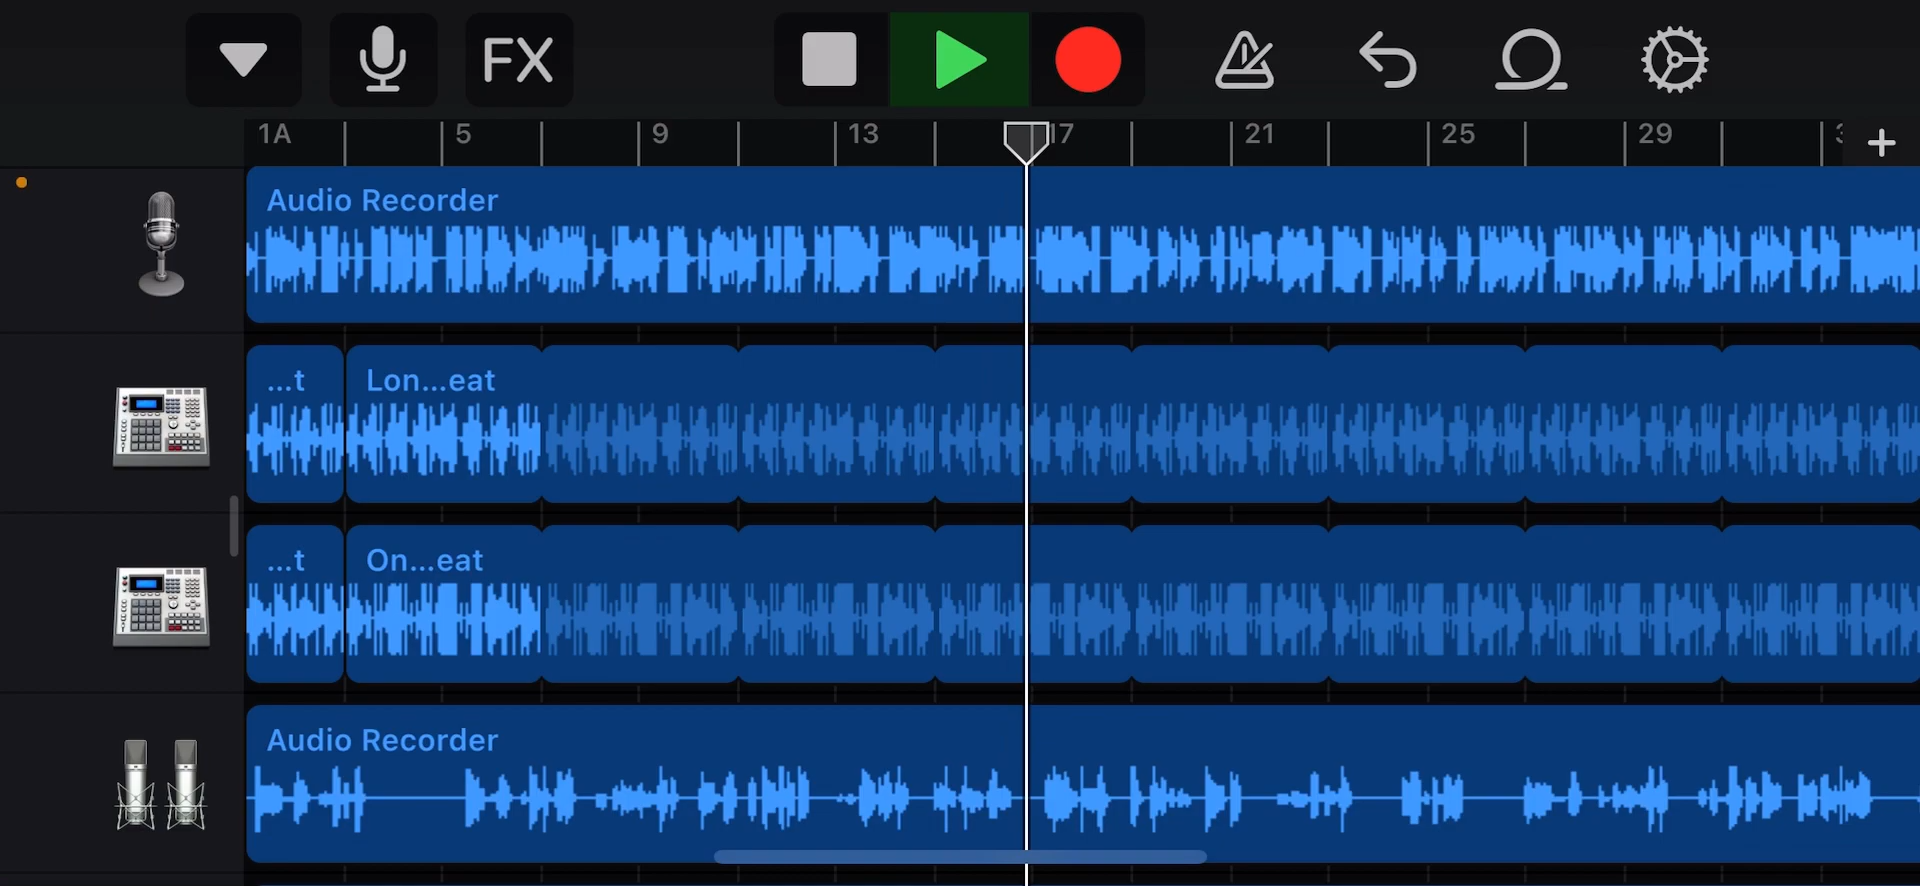 FX
1A 5 9 13 17 21 25 29
Audio Recorder
...t Lon...eat
...t On...eat
Audio Recorder